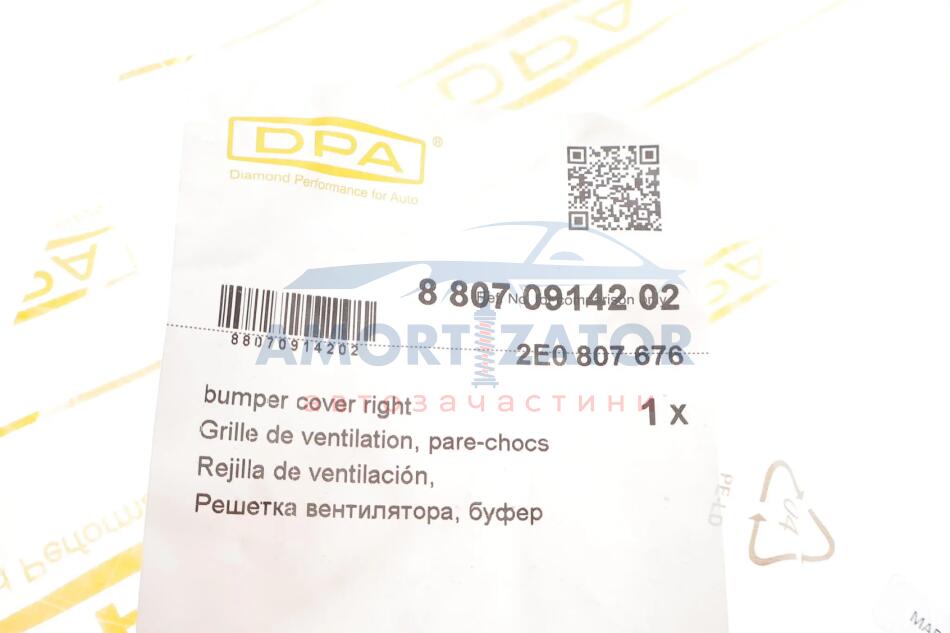 DPA
DPA®
Diamond Performance for Auto
8 807 09142 02
Ref. No. for comparison only
88070914202
AMORTIZATOR
2E0 807 676
автозапчастини
bumper cover right
1 x
Grille de ventilation, pare-chocs
Rejilla de ventilación,
Решетка вентилятора, буфер
PE-LD
04